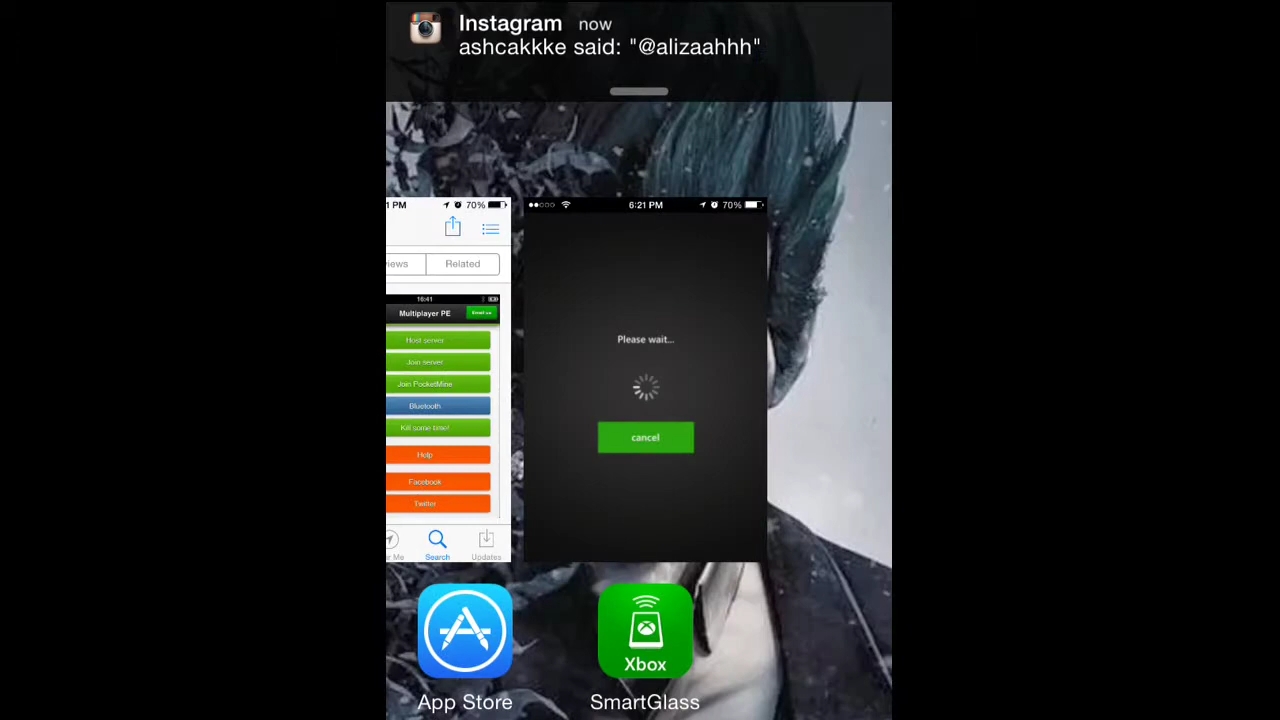 Instagram now
ashcakkke said: "@alizaahhh"
1 PM 70%
views Related
16:41
Multiplayer PE Email us
Host server
Join server
Join PocketMine
Bluetooth
Kill some time!
Help
Facebook
Twitter
r Me Search Updates
6:21 PM 70%
Please wait...
cancel
Xbox
App Store SmartGlass